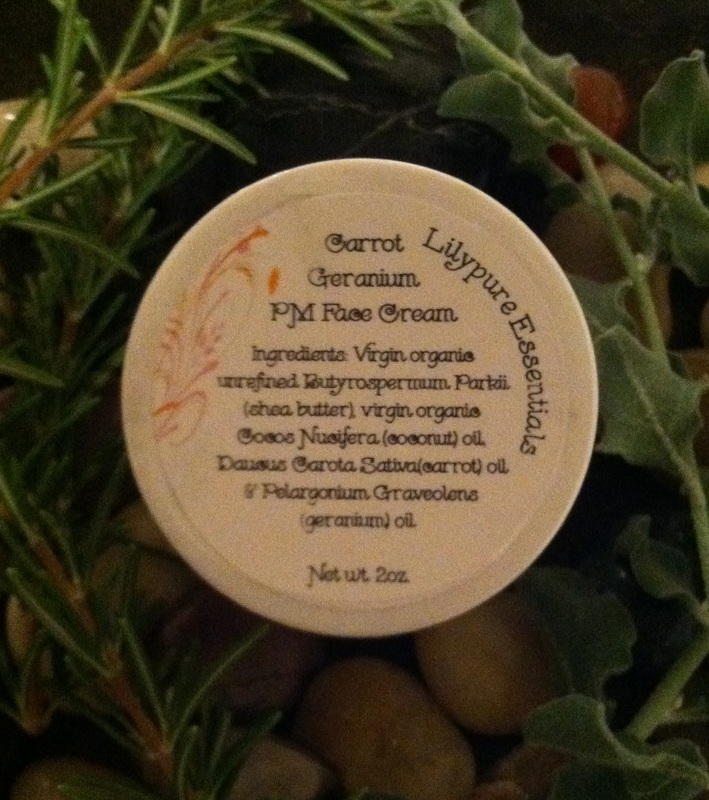 Carrot
Geranium
PM Face Cream
Lilypure Essentials
Ingredients: Virgin organic
unrefined Butyrospermum Parkii
(shea butter), virgin organic
Cocos Nucifera (coconut) oil,
Daucus Carota Sativa(carrot) oil
& Pelargonium Graveolens
(geranium) oil.
Net wt. 2oz.